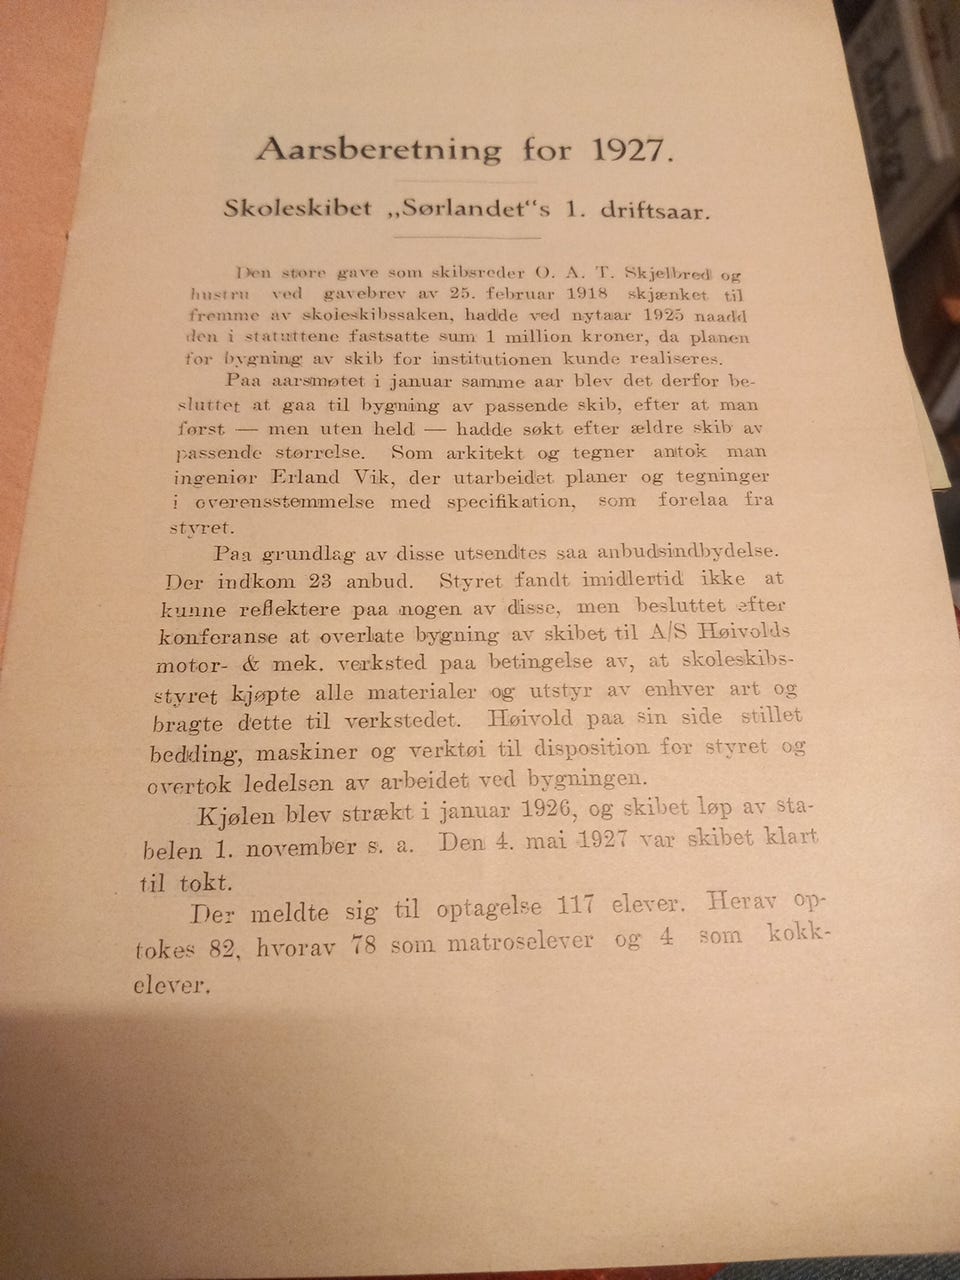 Aarsberetning for 1927.
Skoleskibet „Sørlandet“s 1. driftsaar.
Den store gave som skibsreder O. A. T. Skjelbred og
hustru ved gavebrev av 25. februar 1918 skjænket til
fremme av skoleskibssaken, hadde ved nytaar 1925 naadd
den i statuttene fastsatte sum 1 million kroner, da planen
for bygning av skib for institutionen kunde realiseres.
Paa aarsmøtet i januar samme aar blev det derfor be-
sluttet at gaa til bygning av passende skib, efter at man
først — men uten held — hadde søkt efter ældre skib av
passende størrelse. Som arkitekt og tegner antok man
ingeniør Erland Vik, der utarbeidet planer og tegninger
i overensstemmelse med specifikation, som forelaa fra
styret.
Paa grundlag av disse utsendtes saa anbudsindbydelse.
Der indkom 23 anbud. Styret fandt imidlertid ikke at
kunne reflektere paa nogen av disse, men besluttet efter
konferanse at overlate bygning av skibet til A/S Høivolds
motor- & mek. verksted paa betingelse av, at skoleskibs-
styret kjøpte alle materialer og utstyr av enhver art og
bragte dette til verkstedet. Høivold paa sin side stillet
bedding, maskiner og verktøi til disposition for styret og
overtok ledelsen av arbeidet ved bygningen.
Kjølen blev strækt i januar 1926, og skibet løp av sta-
belen 1. november s. a. Den 4. mai 1927 var skibet klart
til tokt.
Der meldte sig til optagelse 117 elever. Herav op-
tokes 82, hvorav 78 som matroselever og 4 som kokk-
elever.